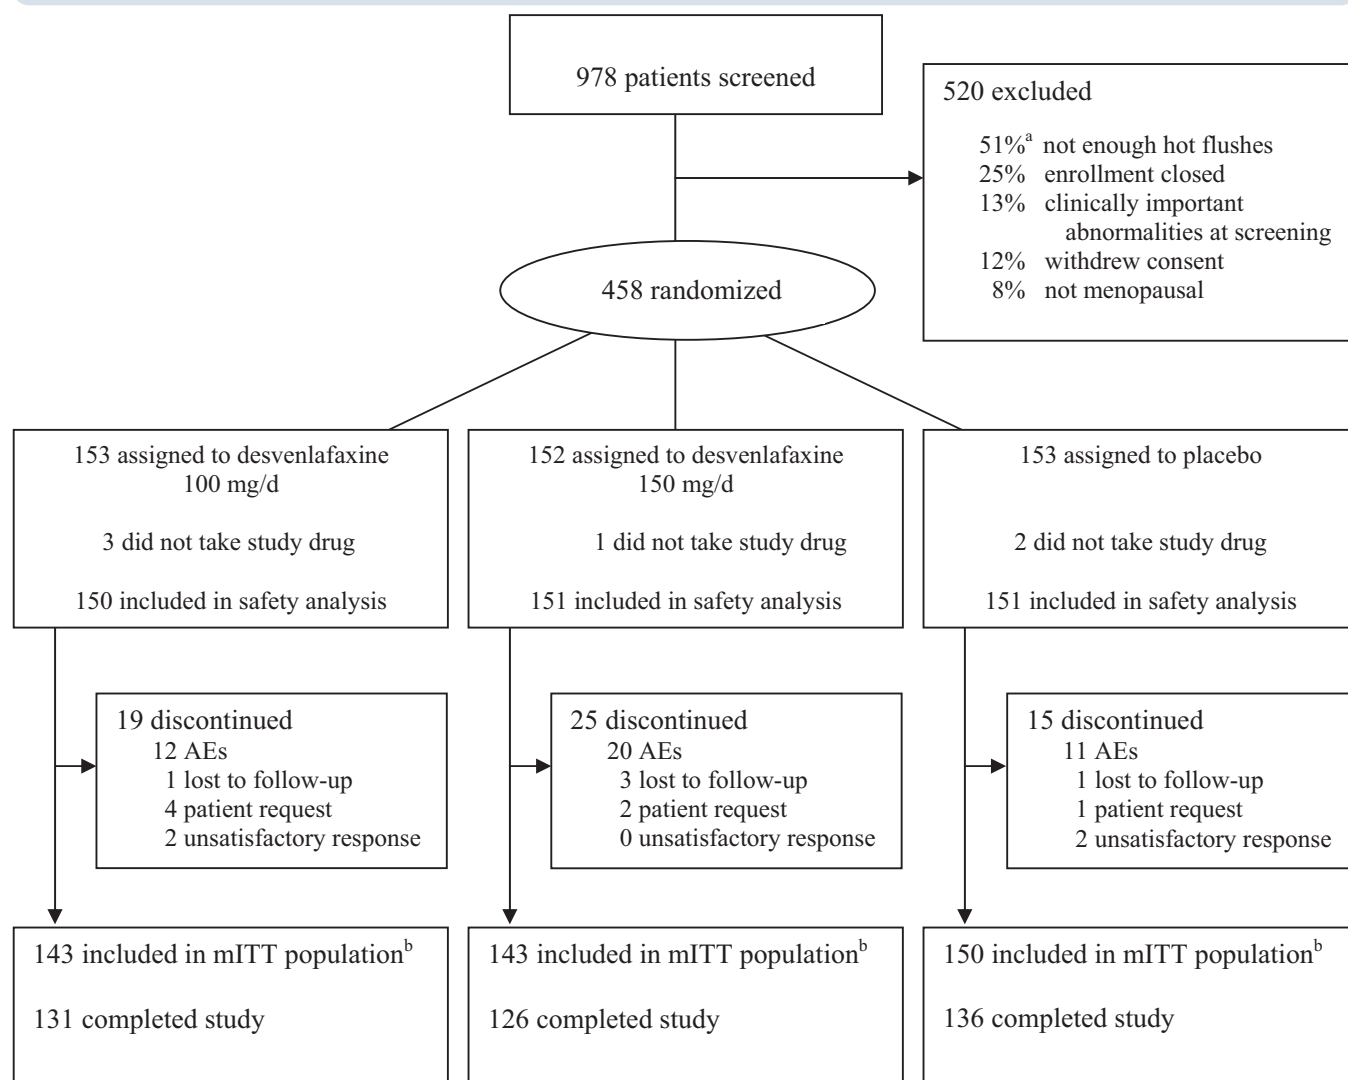 978 patients screened
520 excluded
51%a not enough hot flushes
25% enrollment closed
13% clinically important
abnormalities at screening
12% withdrew consent
8% not menopausal
458 randomized
153 assigned to desvenlafaxine
100 mg/d
3 did not take study drug
150 included in safety analysis
152 assigned to desvenlafaxine
150 mg/d
1 did not take study drug
151 included in safety analysis
153 assigned to placebo
2 did not take study drug
151 included in safety analysis
19 discontinued
12 AEs
1 lost to follow-up
4 patient request
2 unsatisfactory response
25 discontinued
20 AEs
3 lost to follow-up
2 patient request
0 unsatisfactory response
15 discontinued
11 AEs
1 lost to follow-up
1 patient request
2 unsatisfactory response
143 included in mITT populationb
131 completed study
143 included in mITT populationb
126 completed study
150 included in mITT populationb
136 completed study